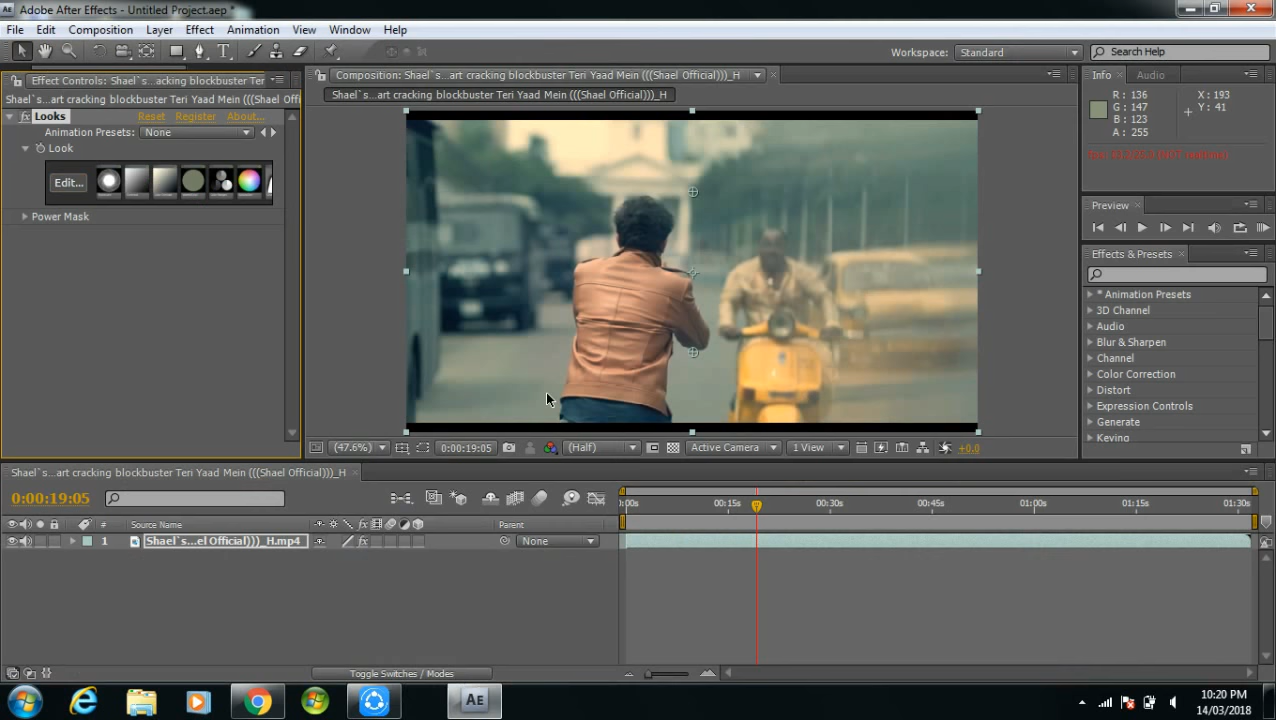 Adobe After Effects - Untitled Project.aep *
File Edit Composition Layer Effect Animation View Window Help
Workspace: Standard Search Help
Effect Controls: Shael`s...acking blockbuster Ter
Composition: Shael`s...art cracking blockbuster Teri Yaad Mein (((Shael Official)))_H
Info Audio
Shael`s...art cracking blockbuster Teri Yaad Mein (((Shael Offi
Shael`s...art cracking blockbuster Teri Yaad Mein (((Shael Official)))_H
Looks Reset Register About...
Animation Presets: None
Look
Edit...
Power Mask
R: 136
G: 147
B: 123
A: 255
X: 193
Y: 41
Preview
Effects & Presets
* Animation Presets
3D Channel
Audio
Blur & Sharpen
Channel
Color Correction
Distort
Expression Controls
Generate
Keying
(47.6%) 0:00:19:05 (Half) Active Camera 1 View +0.0
Shael`s...art cracking blockbuster Teri Yaad Mein (((Shael Official)))_H
0:00:19:05
:00s 00:15s 00:30s 00:45s 01:00s 01:15s 01:30s
# Source Name Parent
1 Shael`s...el Official)))_H.mp4 None
Toggle Switches / Modes
AE
10:20 PM
14/03/2018